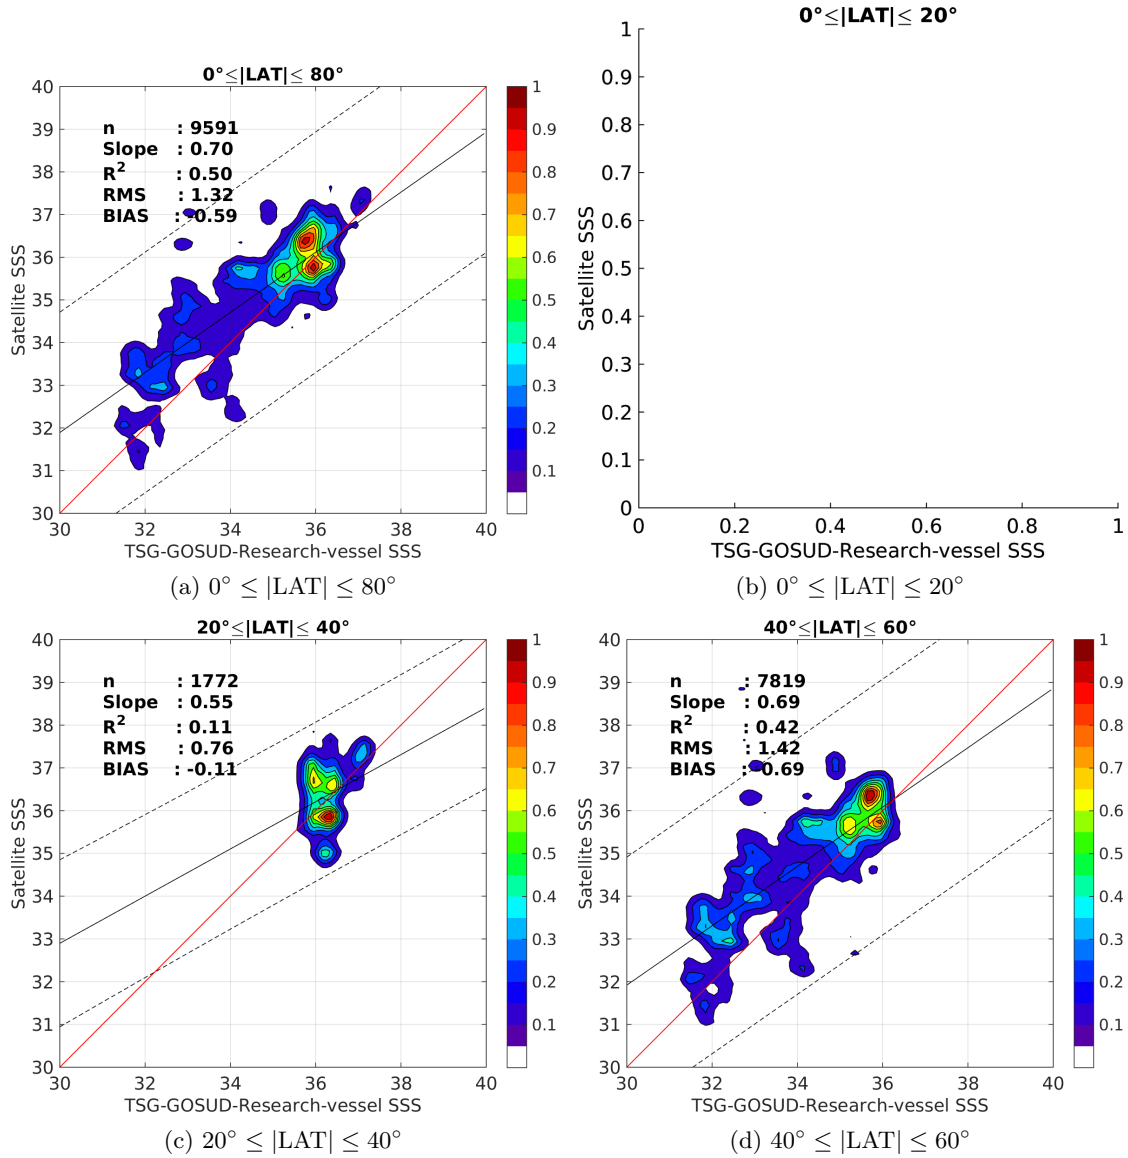 0°≤|LAT|≤ 80°
40
39
38
37
36
35
34
33
32
31
30
30 32 34 36 38 40
Satellite SSS
TSG-GOSUD-Research-vessel SSS
n : 9591
Slope : 0.70
R2 : 0.50
RMS : 1.32
BIAS : -0.59
1
0.9
0.8
0.7
0.6
0.5
0.4
0.3
0.2
0.1
(a) 0° ≤ |LAT| ≤ 80°
0°≤|LAT|≤ 20°
1
0.9
0.8
0.7
0.6
0.5
0.4
0.3
0.2
0.1
0
0 0.2 0.4 0.6 0.8 1
Satellite SSS
TSG-GOSUD-Research-vessel SSS
(b) 0° ≤ |LAT| ≤ 20°
20°≤|LAT|≤ 40°
40
39
38
37
36
35
34
33
32
31
30
30 32 34 36 38 40
Satellite SSS
TSG-GOSUD-Research-vessel SSS
n : 1772
Slope : 0.55
R2 : 0.11
RMS : 0.76
BIAS : -0.11
1
0.9
0.8
0.7
0.6
0.5
0.4
0.3
0.2
0.1
(c) 20° ≤ |LAT| ≤ 40°
40°≤|LAT|≤ 60°
40
39
38
37
36
35
34
33
32
31
30
30 32 34 36 38 40
Satellite SSS
TSG-GOSUD-Research-vessel SSS
n : 7819
Slope : 0.69
R2 : 0.42
RMS : 1.42
BIAS : -0.69
1
0.9
0.8
0.7
0.6
0.5
0.4
0.3
0.2
0.1
(d) 40° ≤ |LAT| ≤ 60°